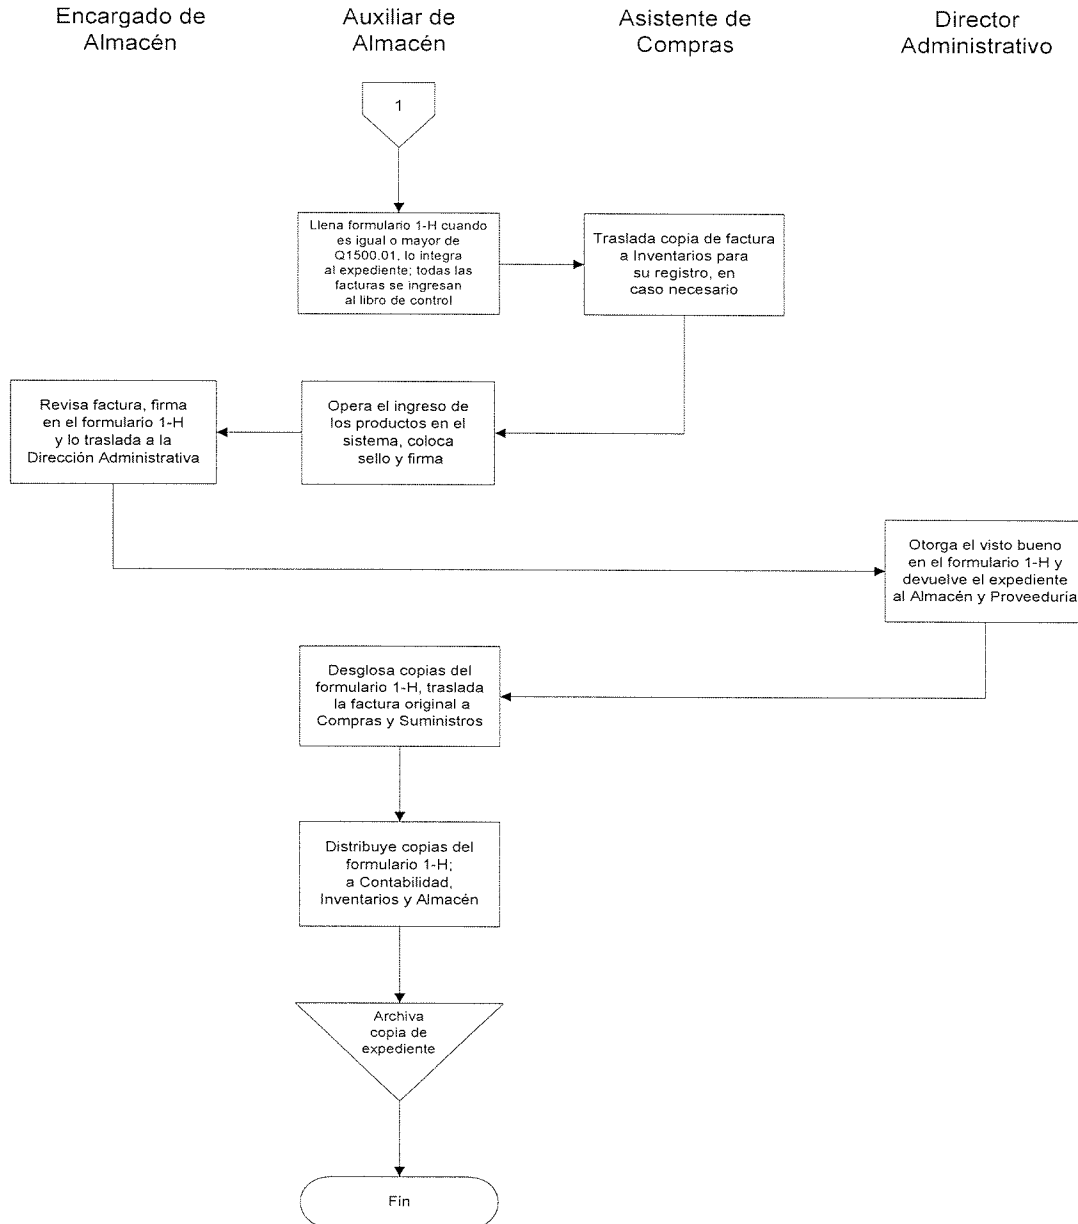 Encargado de
Almacén
Auxiliar de
Almacén
Asistente de
Compras
Director
Administrativo
1
Llena formulario 1-H cuando
es igual o mayor de
Q1500.01, lo integra
al expediente; todas las
facturas se ingresan
al libro de control
Traslada copia de factura
a Inventarios para
su registro, en
caso necesario
Revisa factura, firma
en el formulario 1-H
y lo traslada a la
Dirección Administrativa
Opera el ingreso de
los productos en el
sistema, coloca
sello y firma
Otorga el visto bueno
en el formulario 1-H y
devuelve el expediente
al Almacén y Proveeduría
Desglosa copias del
formulario 1-H, traslada
la factura original a
Compras y Suministros
Distribuye copias del
formulario 1-H;
a Contabilidad,
Inventarios y Almacén
Archiva
copia de
expediente
Fin